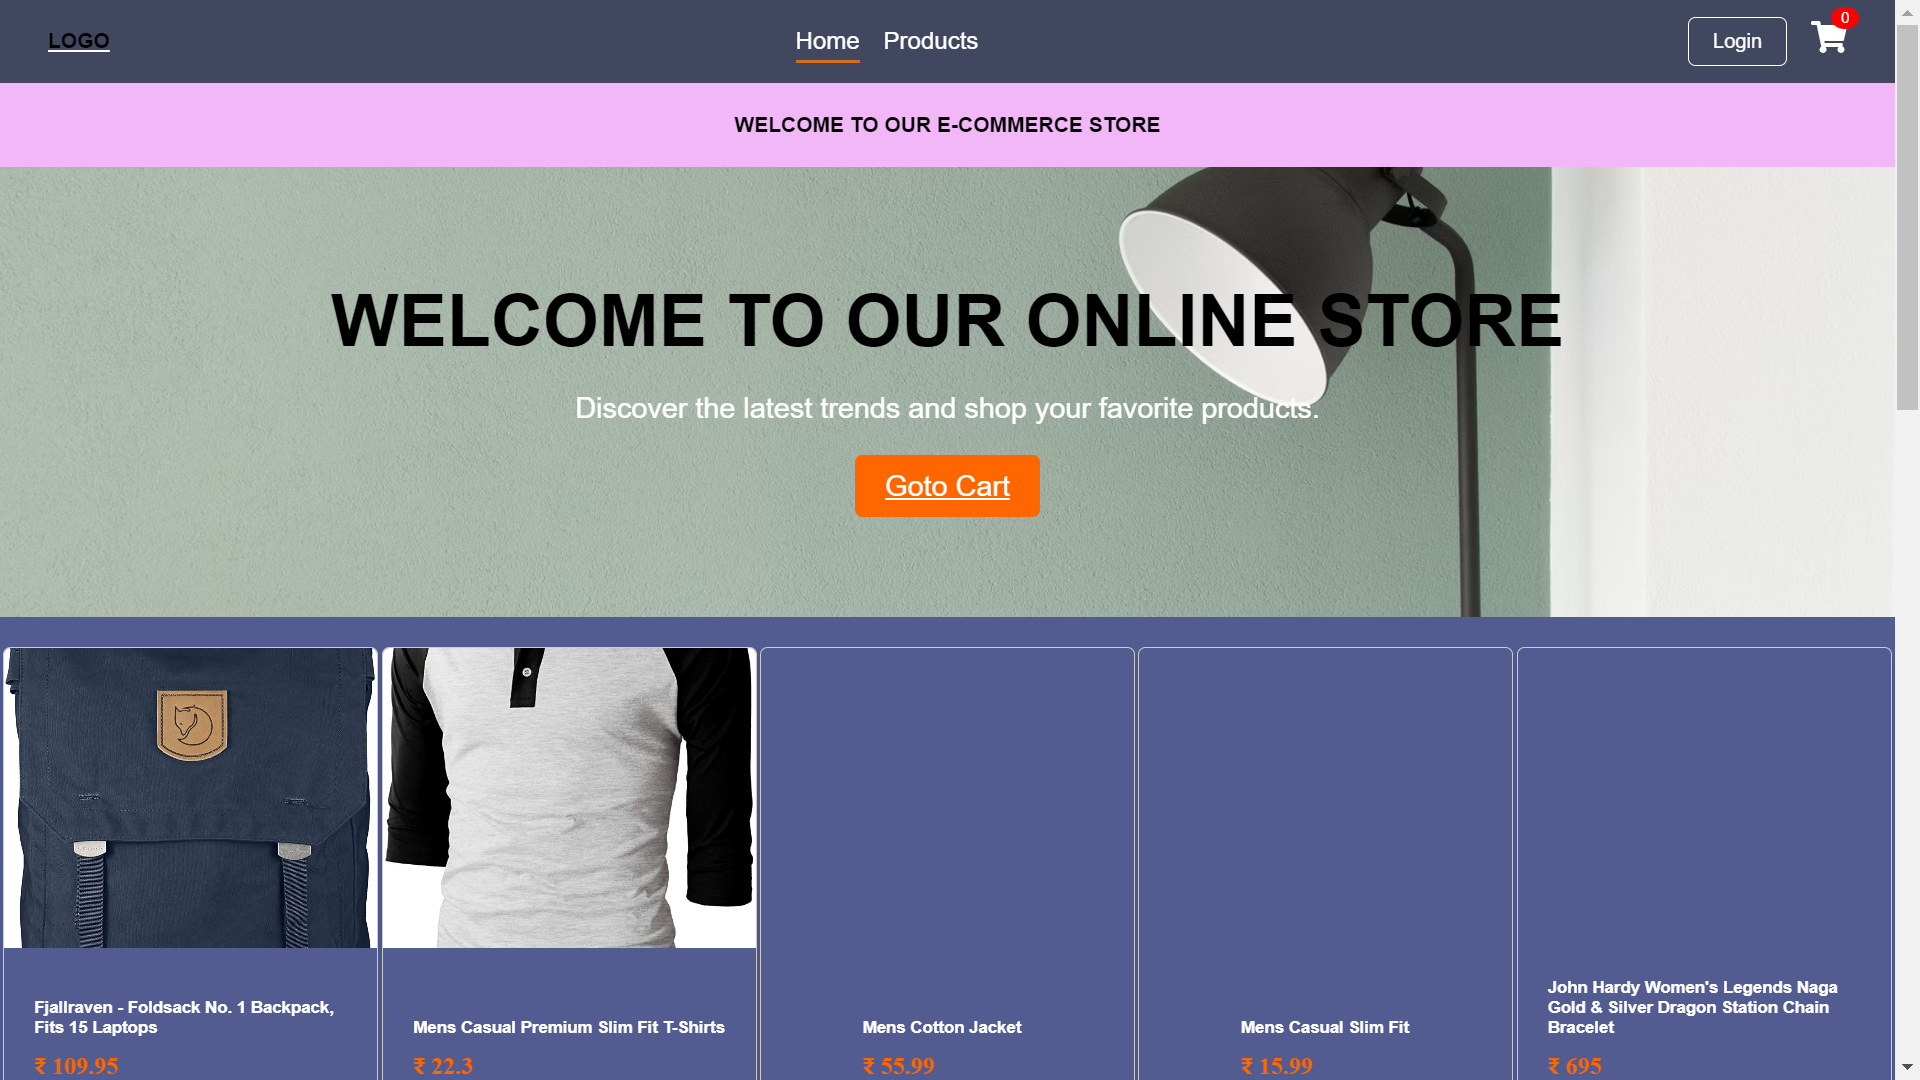 LOGO
Home
Products
Login
0
WELCOME TO OUR E-COMMERCE STORE
WELCOME TO OUR ONLINE STORE
Discover the latest trends and shop your favorite products.
Goto Cart
Fjallraven - Foldsack No. 1 Backpack,
Fits 15 Laptops
₹ 109.95
Mens Casual Premium Slim Fit T-Shirts
₹ 22.3
Mens Cotton Jacket
₹ 55.99
Mens Casual Slim Fit
₹ 15.99
John Hardy Women's Legends Naga
Gold & Silver Dragon Station Chain
Bracelet
₹ 695